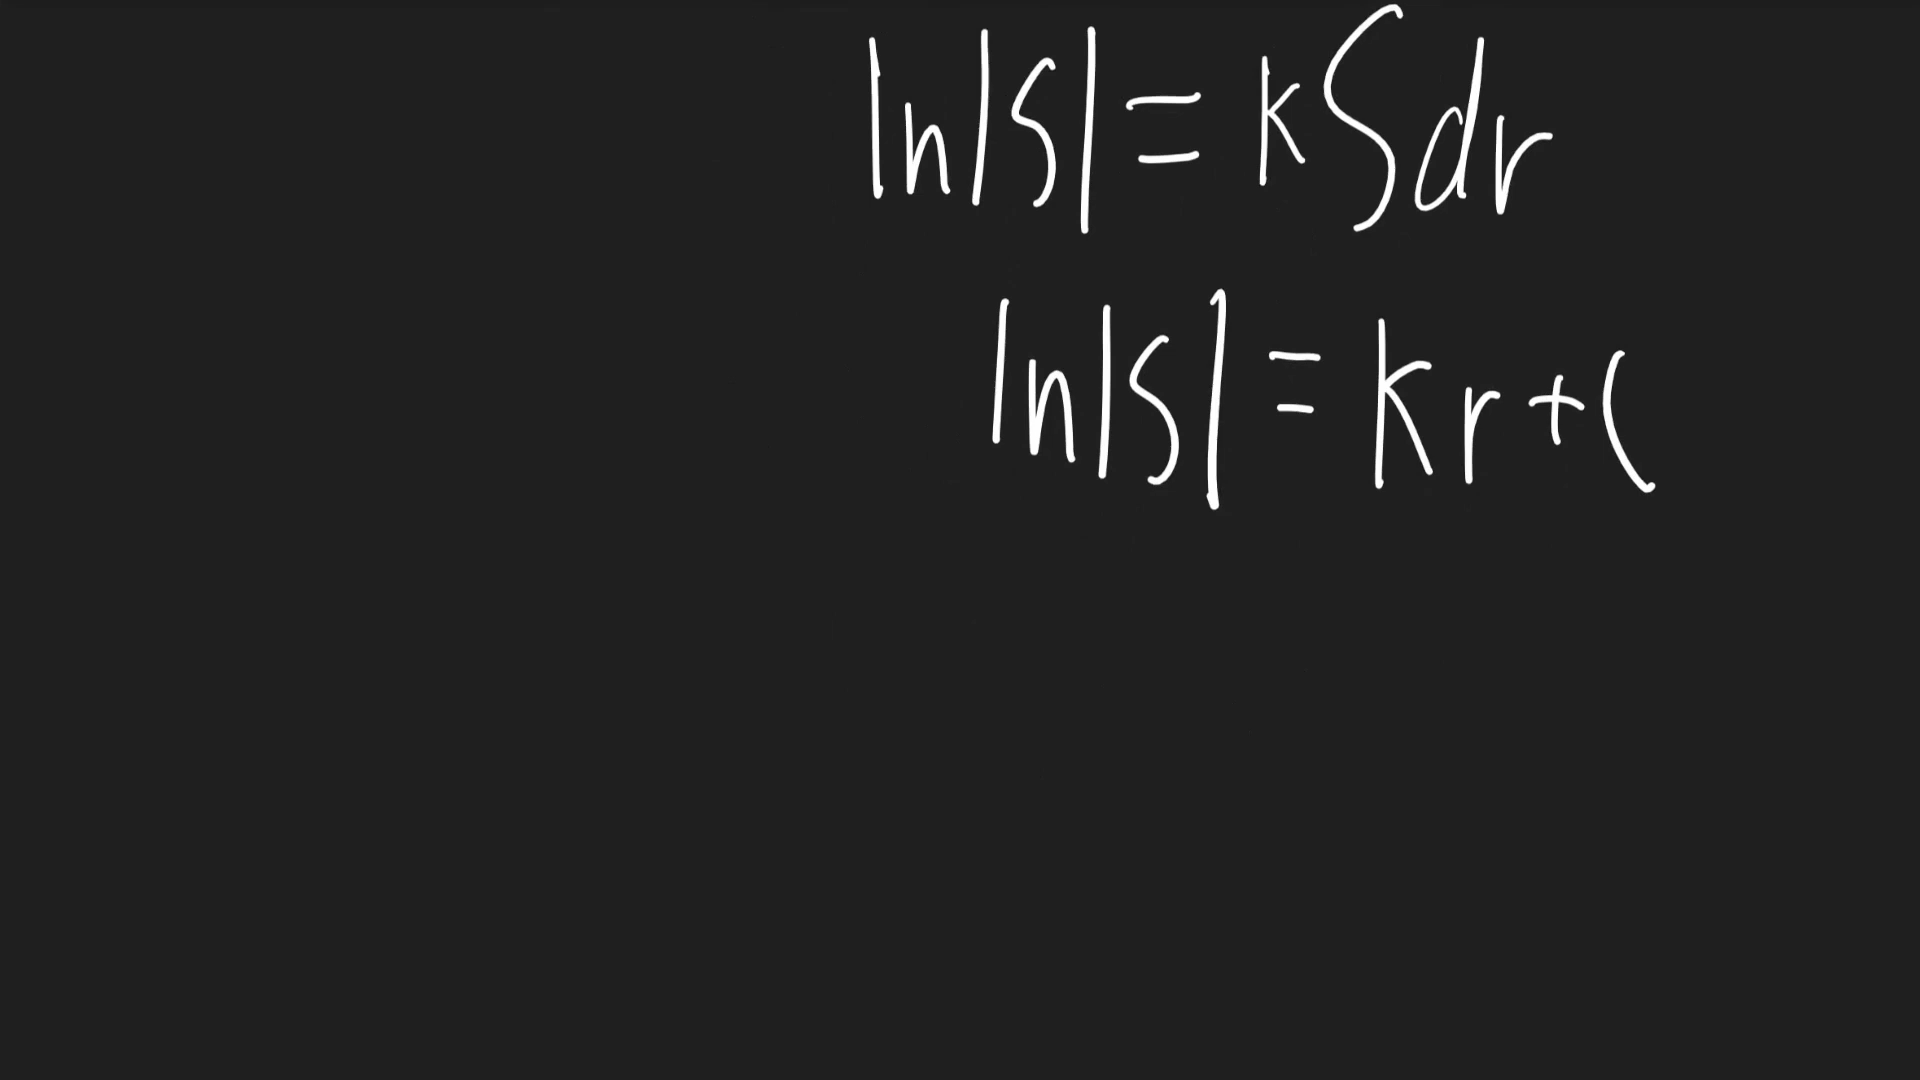 ln|S| = k∫dr
ln|S| = kr+C